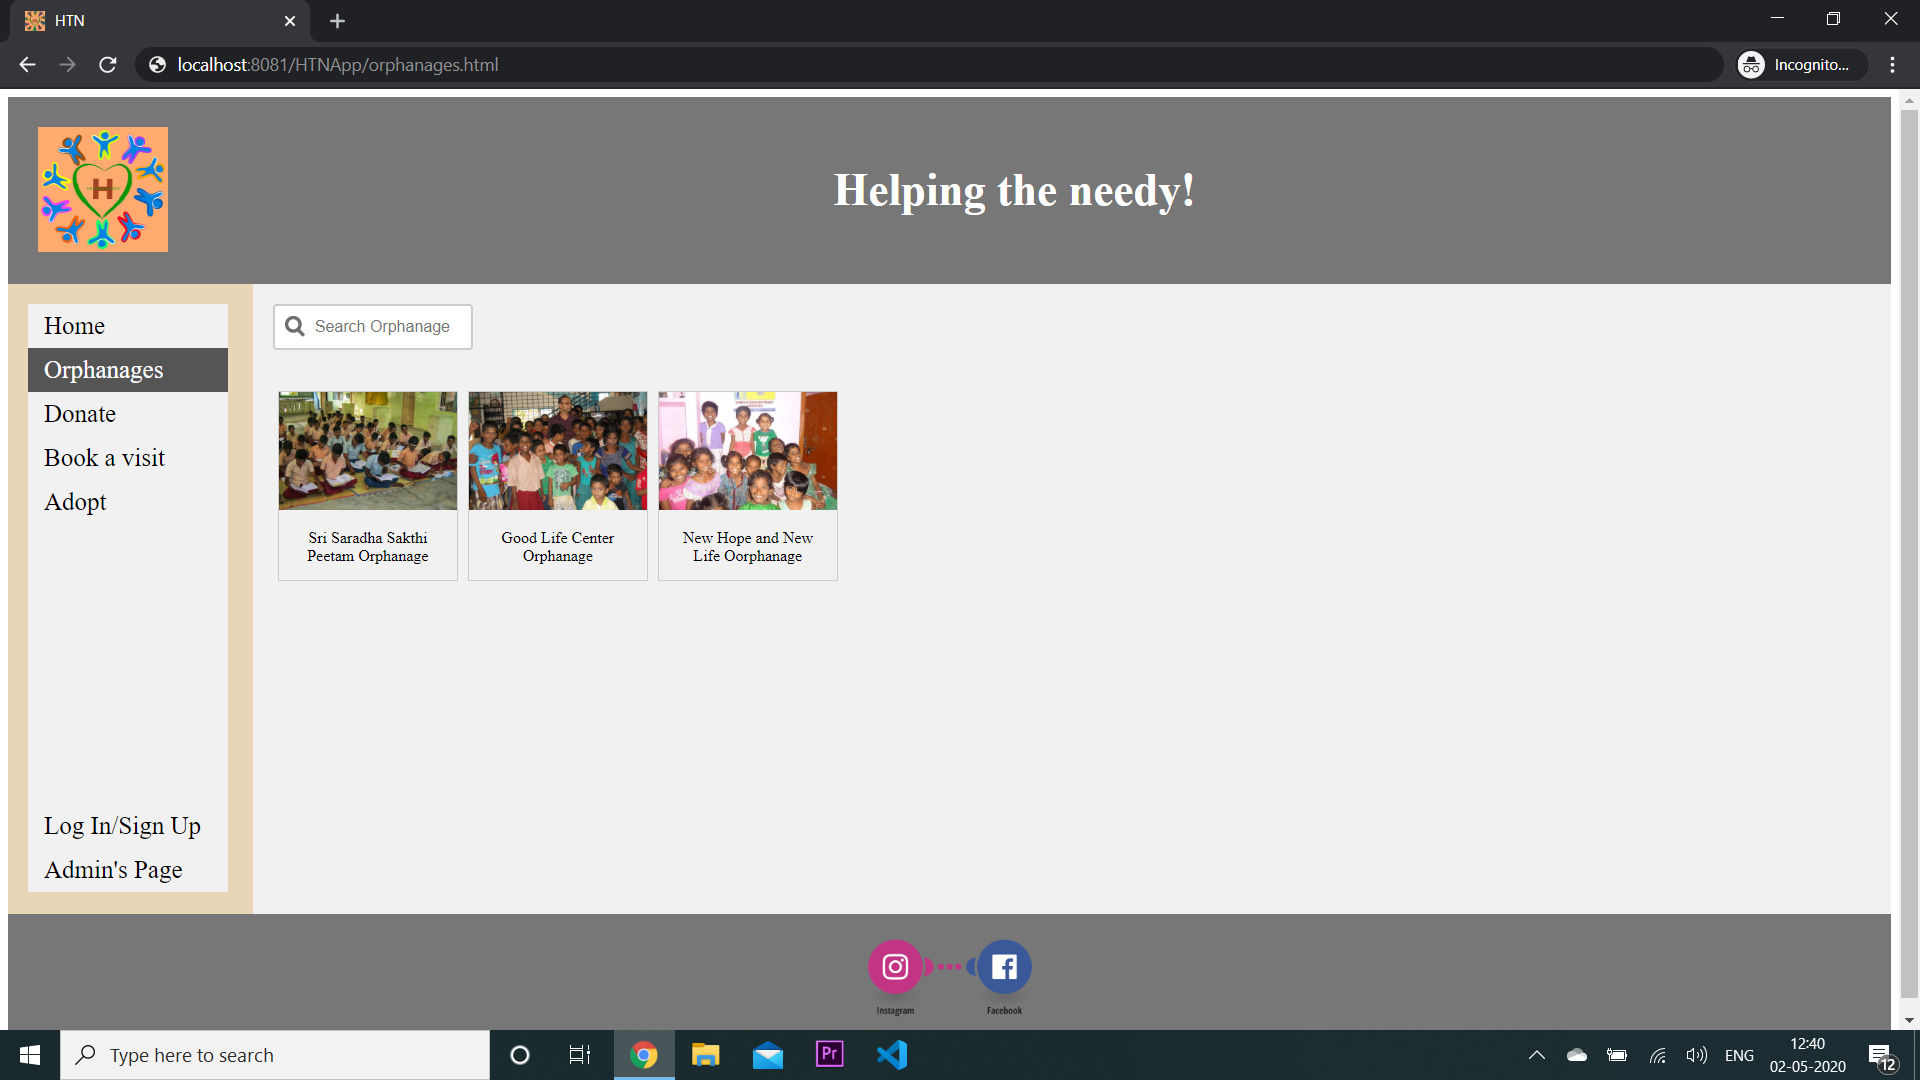 HTN
localhost:8081/HTNApp/orphanages.html
Incognito...
H
Helping the needy!
Home
Orphanages
Donate
Book a visit
Adopt
Log In/Sign Up
Admin's Page
Search Orphanage
Sri Saradha Sakthi
Peetam Orphanage
Good Life Center
Orphanage
New Hope and New
Life Oorphanage
Instagram
Facebook
Type here to search
Pr
ENG
12:40
02-05-2020
12